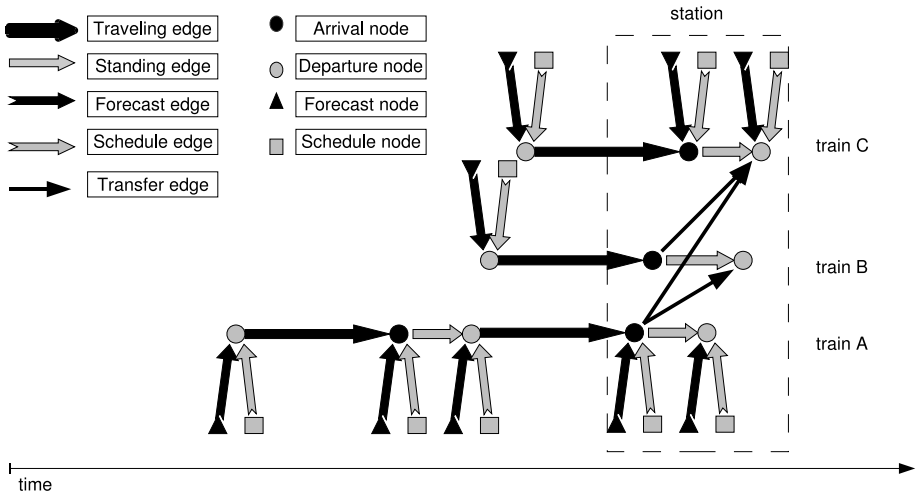 station
Traveling edge
Arrival node
Standing edge
Departure node
Forecast edge
Forecast node
Schedule edge
Schedule node
Transfer edge
train C
train B
train A
time